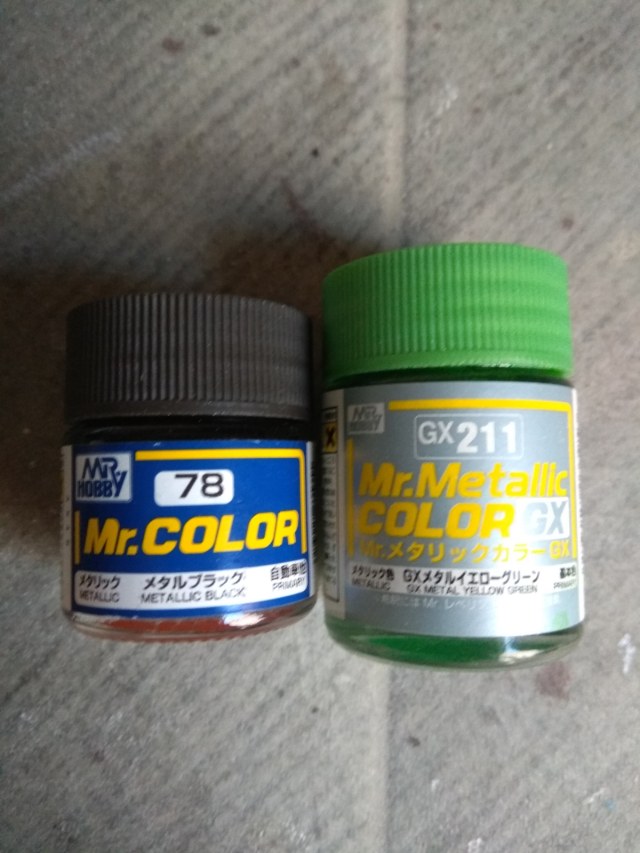 MR HOBBY
78
Mr.COLOR
メタリック メタルブラック 自動車他
METALLIC METALLIC BLACK PRIMARY
MR HOBBY
GX211
Mr.Metallic
COLOR GX
Mr.メタリックカラーGX
メタリック色 GXメタルイエローグリーン 基本色
METALLIC GX METAL YELLOW GREEN PRIMARY